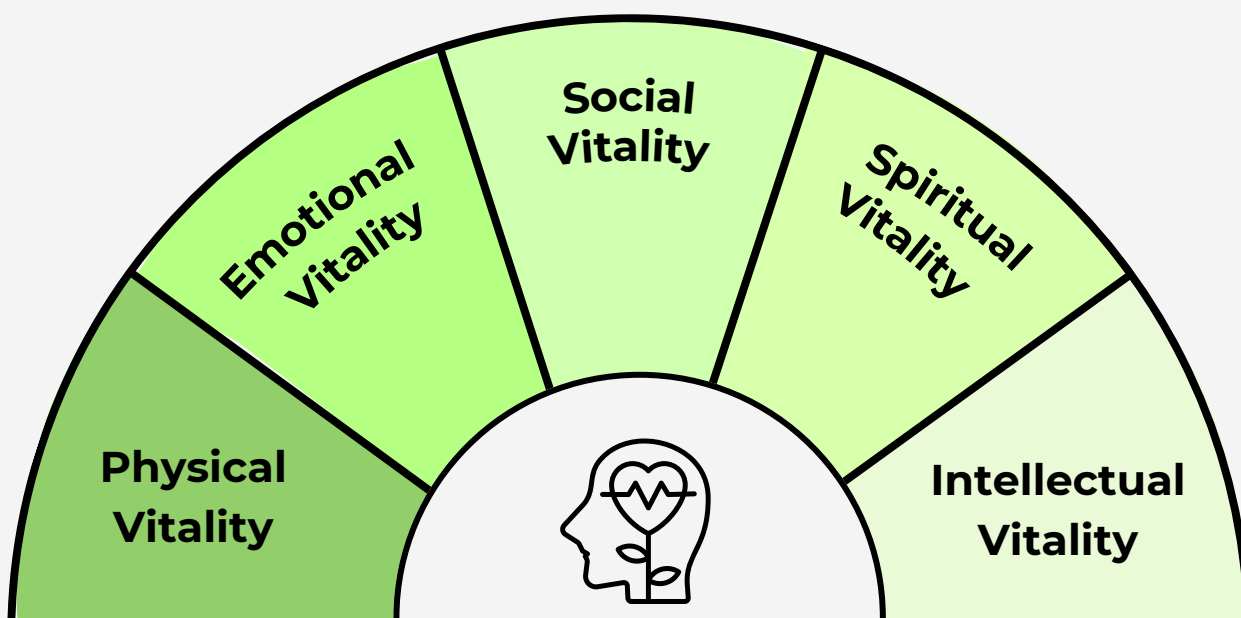 Physical
Vitality
Emotional
Vitality
Social
Vitality
Spiritual
Vitality
Intellectual
Vitality